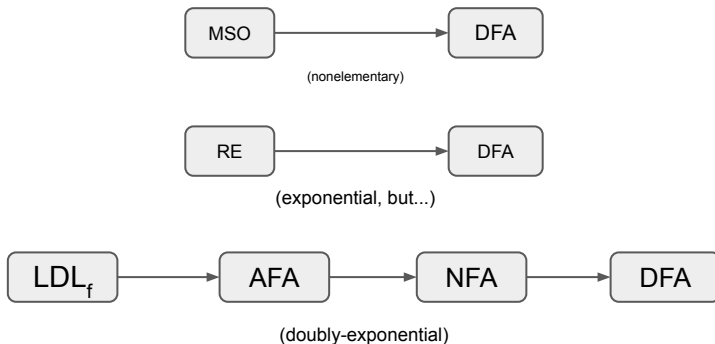 MSO DFA
(nonelementary)
RE DFA
(exponential, but...)
LDLf AFA NFA DFA
(doubly-exponential)